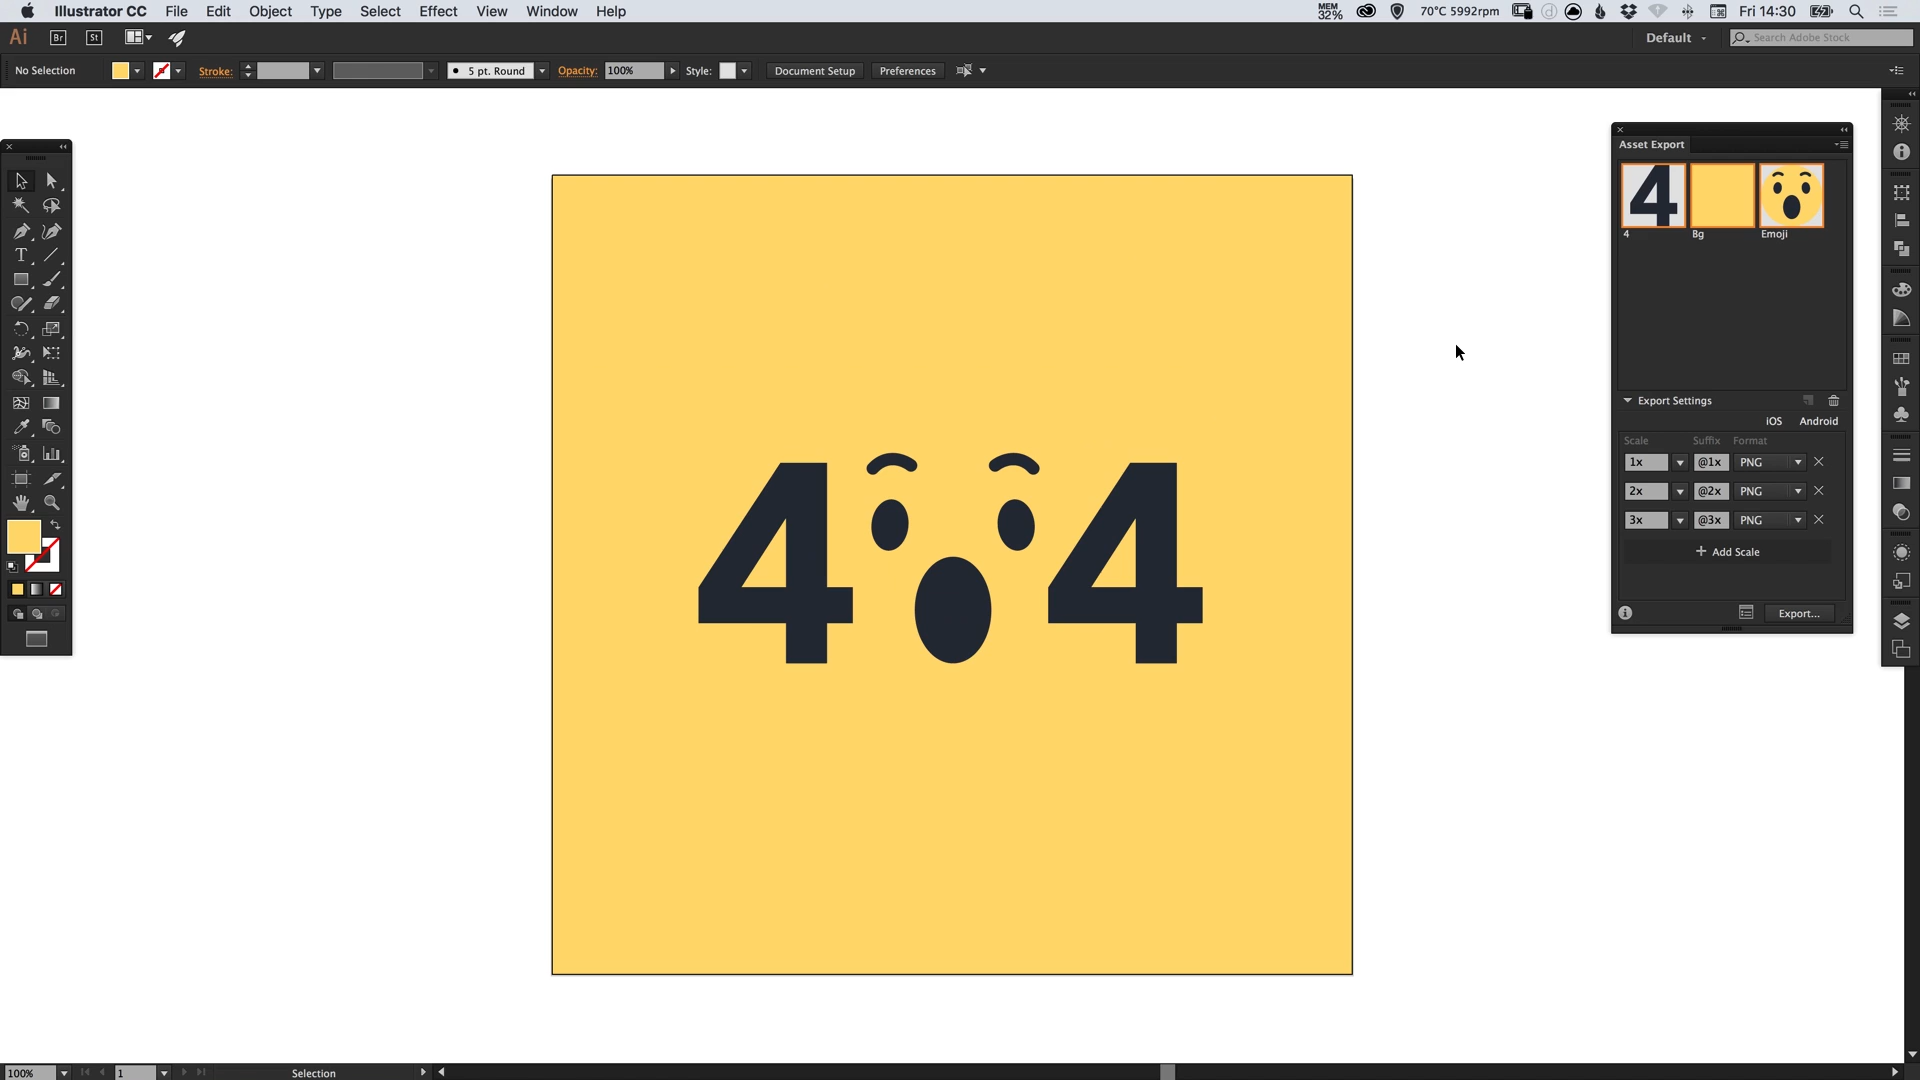 Illustrator CC File Edit Object Type Select Effect View Window Help MEM 32% 70°C 5992rpm Fri 14:30
Ai Br St Default Search Adobe Stock
No Selection Stroke: 5 pt. Round Opacity: 100% Style: Document Setup Preferences
Asset Export
4
4 Bg Emoji
Export Settings
iOS Android
Scale Suffix Format
1x @1x PNG
2x @2x PNG
3x @3x PNG
+ Add Scale
Export...
4 4
100% 1 Selection